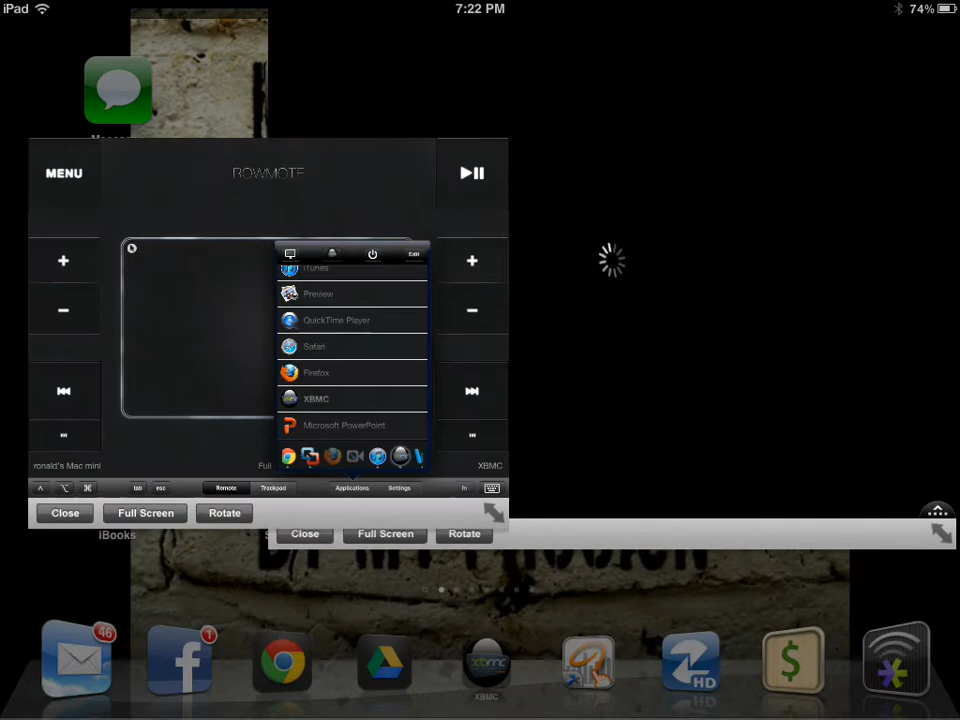 iPad 7:22 PM 74%
MENU ROWMOTE
Edit
iTunes
Preview
QuickTime Player
Safari
Firefox
XBMC
Microsoft PowerPoint
ronald's Mac mini Full XBMC
tab esc Remote Trackpad Applications Settings fn
Close Full Screen Rotate
Close Full Screen Rotate
iBooks
46 1
xbmc
HD
XBMC